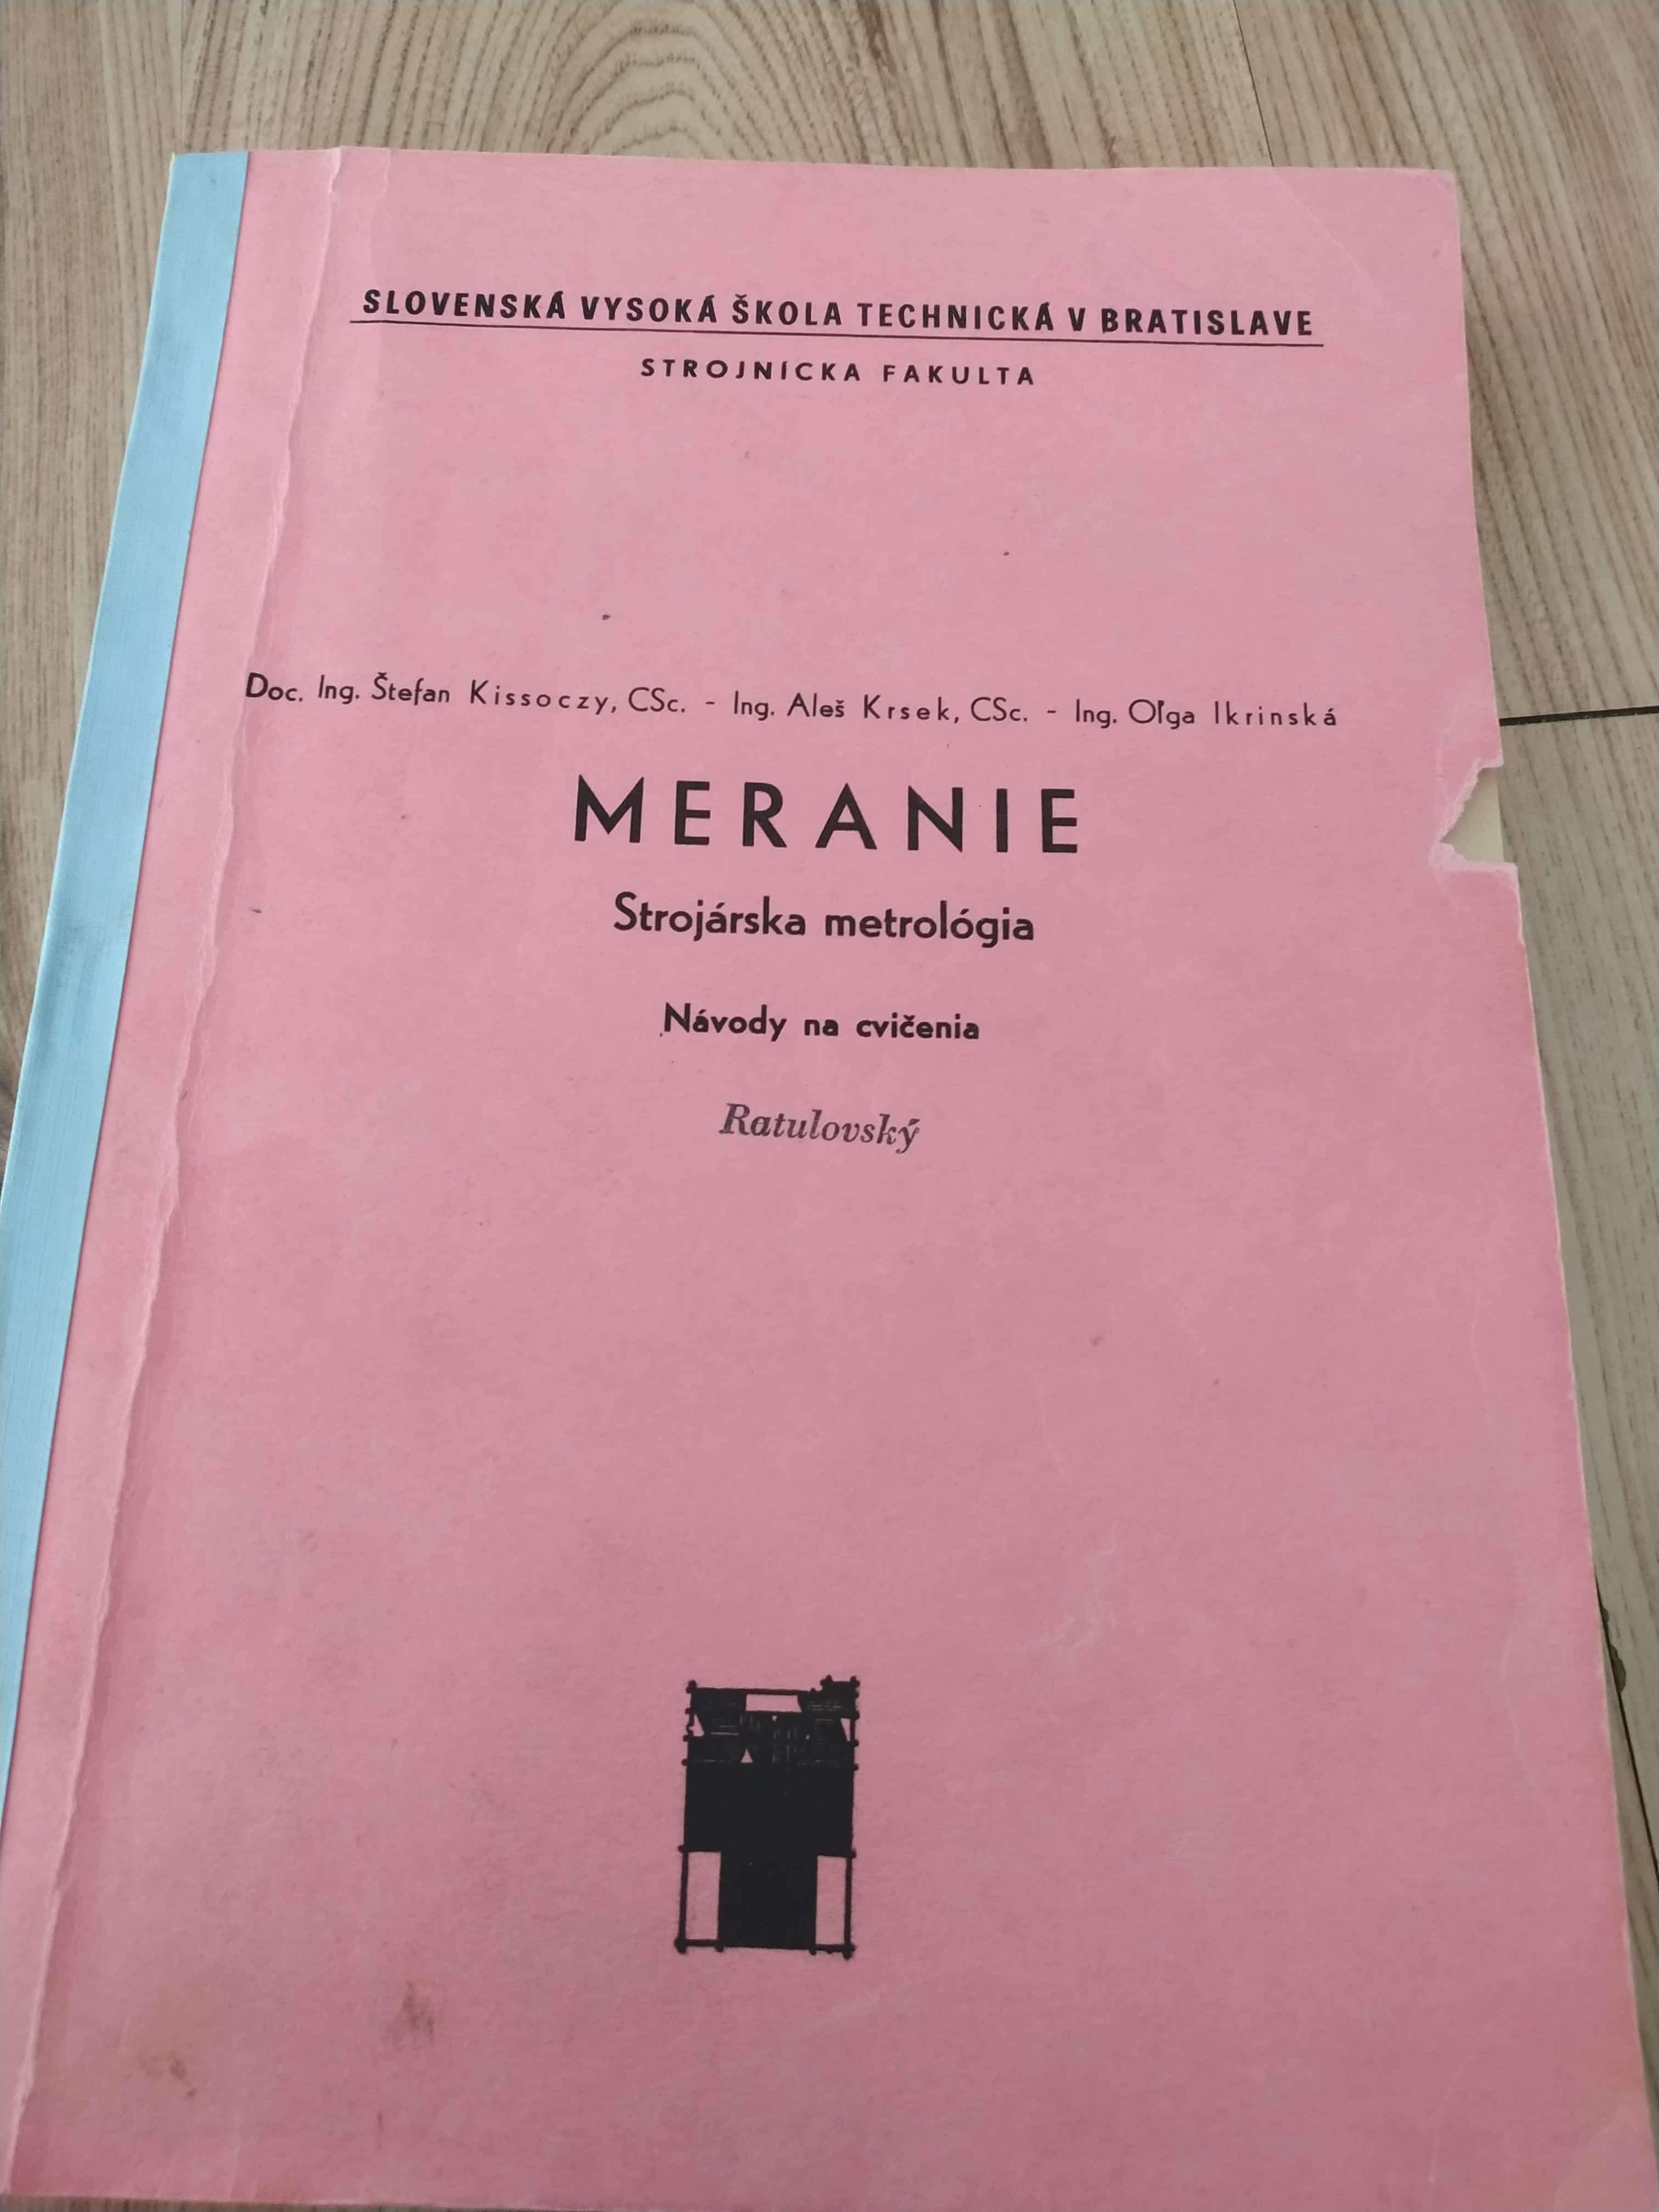 SLOVENSKÁ VYSOKÁ ŠKOLA TECHNICKÁ V BRATISLAVE
STROJNÍCKA FAKULTA
Doc. Ing. Štefan Kissoczy, CSc. - Ing. Aleš Krsek, CSc. - Ing. Oľga Ikrinská
MERANIE
Strojárska metrológia
Návody na cvičenia
Ratulovský